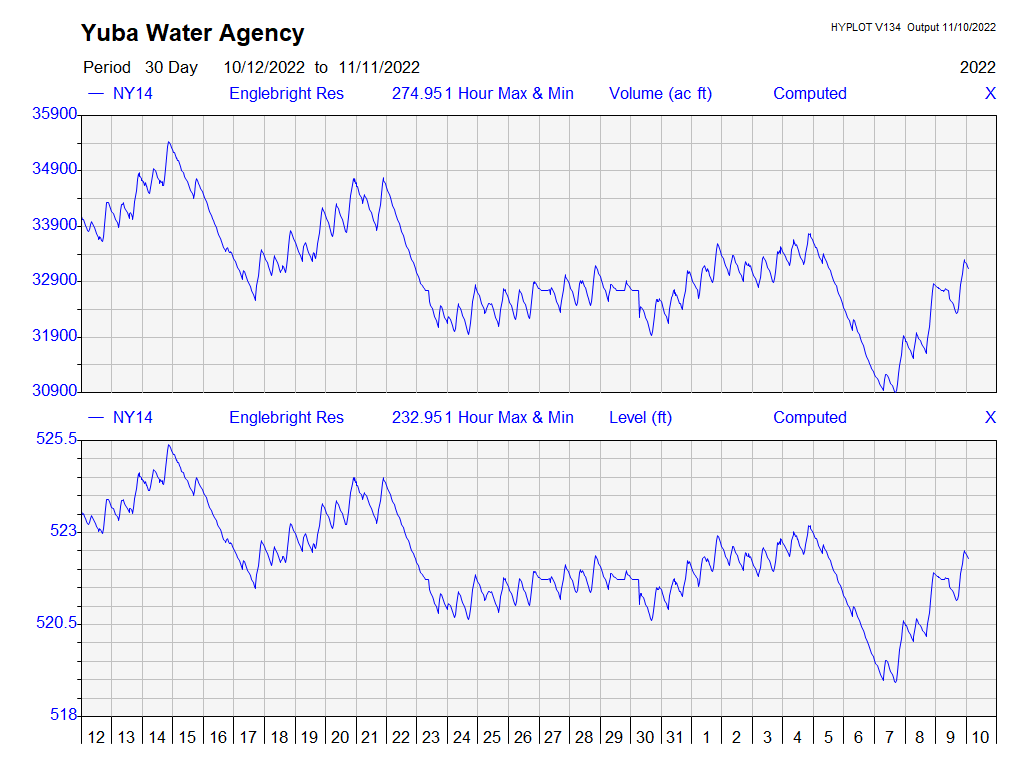 Yuba Water Agency
HYPLOT V134 Output 11/10/2022
Period 30 Day 10/12/2022 to 11/11/2022 2022
— NY14 Englebright Res 274.951 Hour Max & Min Volume (ac ft) Computed X
35900
34900
33900
32900
31900
30900
— NY14 Englebright Res 232.951 Hour Max & Min Level (ft) Computed X
525.5
523
520.5
518
12 13 14 15 16 17 18 19 20 21 22 23 24 25 26 27 28 29 30 31 1 2 3 4 5 6 7 8 9 10